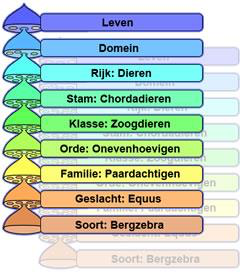 Leven
Domein
Rijk: Dieren
Stam: Chordadieren
Klasse: Zoogdieren
Orde: Onevenhoevigen
Familie: Paardachtigen
Geslacht: Equus
Soort: Bergzebra